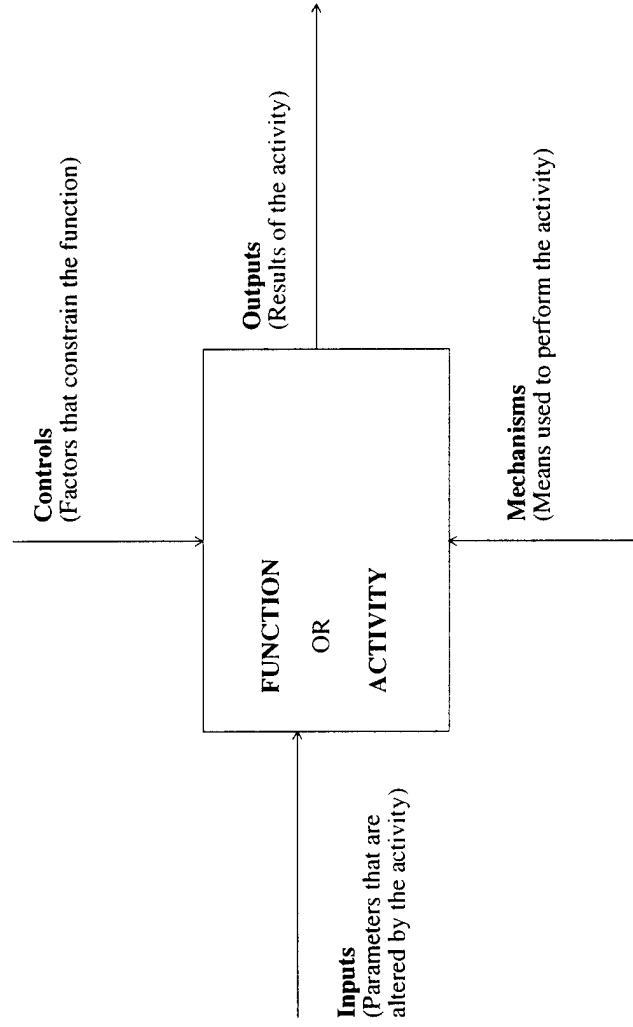 Controls
(Factors that constrain the function)
Inputs
(Parameters that are
altered by the activity)
FUNCTION
OR
ACTIVITY
Outputs
(Results of the activity)
Mechanisms
(Means used to perform the activity)